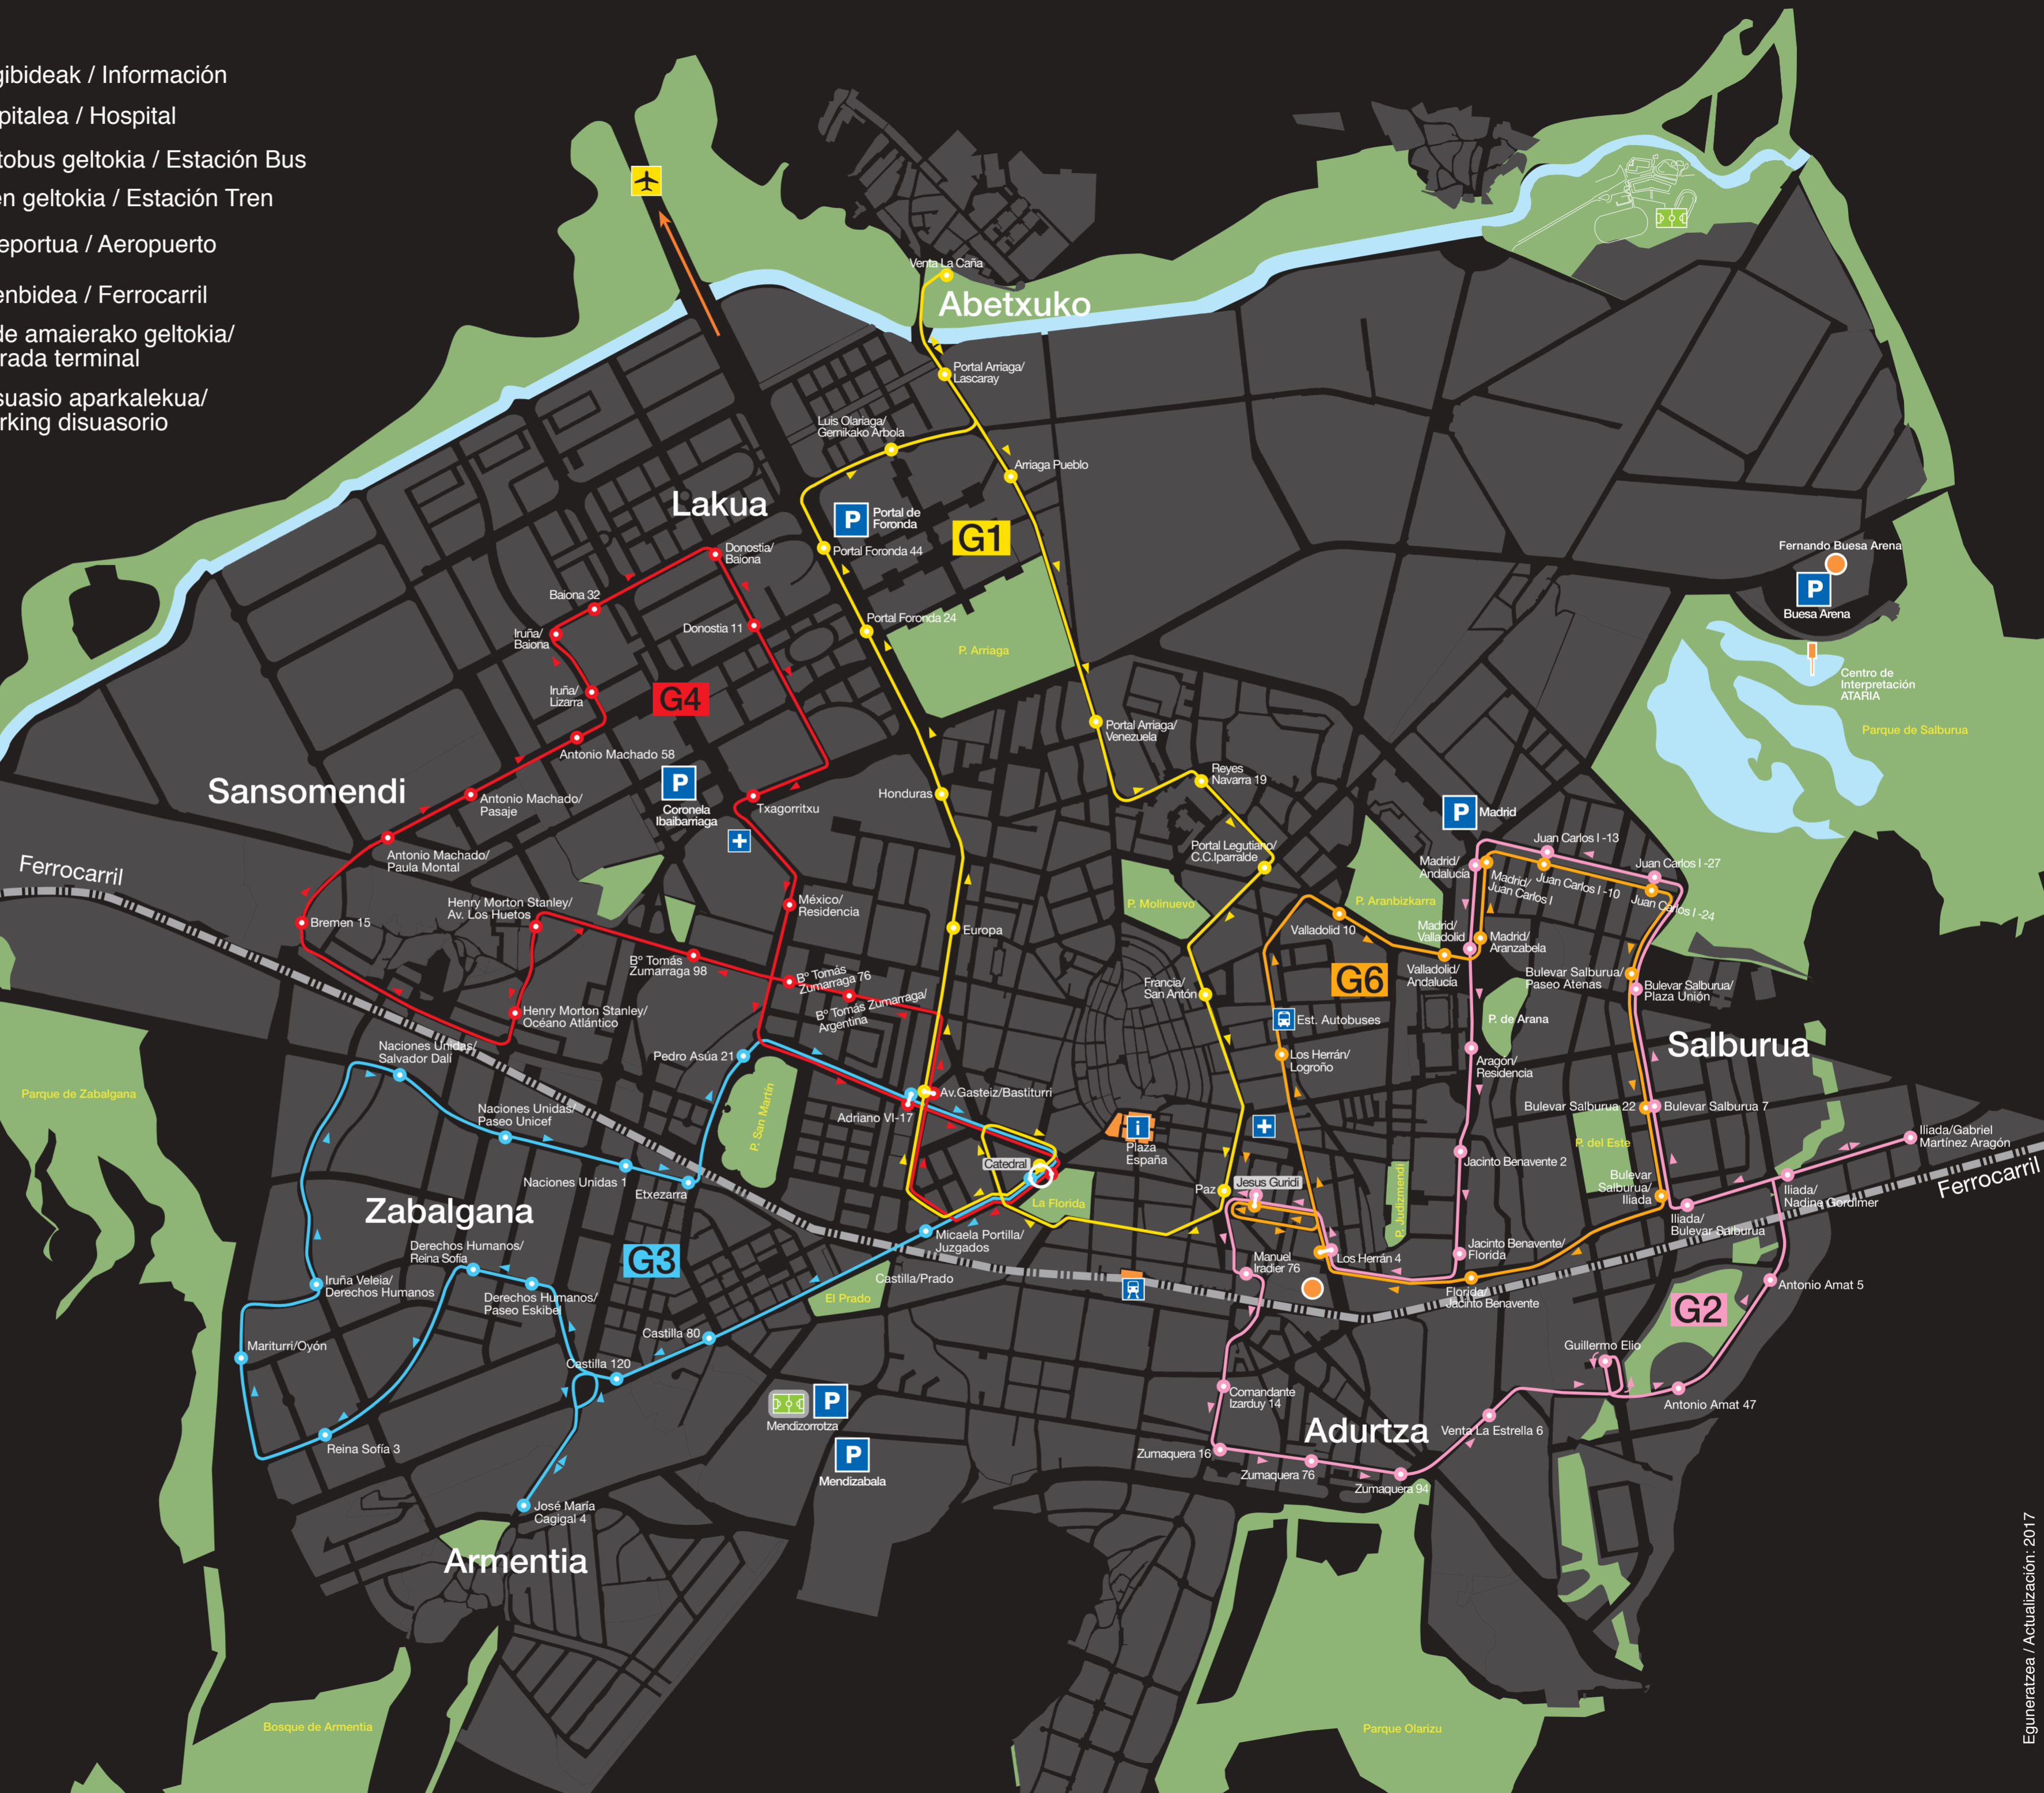 gibideak / Información
pitalea / Hospital
tobus geltokia / Estación Bus
en geltokia / Estación Tren
eportua / Aeropuerto
enbidea / Ferrocarril
de amaierako geltokia/
rada terminal
suasio aparkalekua/
rking disuasorio
Venta La Caña
Abetxuko
Portal Arriaga/
Lascaray
Luis Olariaga/
Gernikako Arbola
Arriaga Pueblo
Lakua
P
Portal de
Foronda
G1
Donostia/
Baiona
Portal Foronda 44
Fernando Buesa Arena
P
Buesa Arena
Baiona 32
Iruña/
Baiona
Donostia 11
Portal Foronda 24
P. Arriaga
Centro de
Interpretación
ATARIA
Iruña/
Lizarra
G4
Portal Arriaga/
Venezuela
Parque de Salburua
Antonio Machado 58
Sansomendi
Antonio Machado/
Pasaje
P
Coronela
Ibaibarriaga
Txagorritxu
Honduras
Reyes
Navarra 19
P
Madrid
Portal Legutiano/
C.C.Iparralde
Juan Carlos I -13
Juan Carlos I -27
Madrid/
Andalucía
Madrid/
Juan Carlos I
Juan Carlos I -10
Juan Carlos I -24
Antonio Machado/
Paula Montal
Ferrocarril
Bremen 15
Henry Morton Stanley/
Av. Los Huetos
México/
Residencia
P. Molinuevo
P. Aranbizkarra
Europa
Valladolid 10
Madrid/
Valladolid
Madrid/
Aranzabela
Bº Tomás
Zumarraga 98
Bº Tomás
Zumarraga 76
Bº Tomás Zumarraga/
Argentina
Francia/
San Antón
G6
Valladolid/
Andalucía
Bulevar Salburua/
Paseo Atenas
Bulevar Salburua/
Plaza Unión
Henry Morton Stanley/
Océano Atlántico
Est. Autobuses
P. de Arana
Salburua
Naciones Unidas/
Salvador Dalí
Pedro Asúa 21
Los Herrán/
Logroño
Aragón/
Residencia
Parque de Zabalgana
P. San Martín
Av.Gasteiz/Bastiturri
Adriano VI-17
Naciones Unidas/
Paseo Unicef
i
Plaza
España
Bulevar Salburua 22
Bulevar Salburua 7
P. del Este
Iliada/Gabriel
Martínez Aragón
Naciones Unidas 1
Etxezarra
Catedral
Jacinto Benavente 2
Paz
Jesus Guridi
P. Judizmendi
Bulevar
Salburua/
Iliada
Iliada/
Nadine Gordimer
Ferrocarril
Zabalgana
La Florida
Iliada/
Bulevar Salburua
Micaela Portilla/
Juzgados
Derechos Humanos/
Reina Sofía
G3
Castilla/Prado
Manuel
Iradier 76
Los Herrán 4
Jacinto Benavente/
Florida
Iruña Veleia/
Derechos Humanos
Derechos Humanos/
Paseo Eskibel
El Prado
Florida/
Jacinto Benavente
Antonio Amat 5
G2
Castilla 80
Mariturri/Oyón
Castilla 120
Guillermo Elio
P
Mendizorrotza
Comandante
Izarduy 14
Antonio Amat 47
Reina Sofía 3
Adurtza
Venta La Estrella 6
P
Mendizabala
Zumaquera 16
Zumaquera 76
Zumaquera 94
José María
Cagigal 4
Armentia
Bosque de Armentia
Parque Olarizu
Eguneratzea / Actualización: 2017